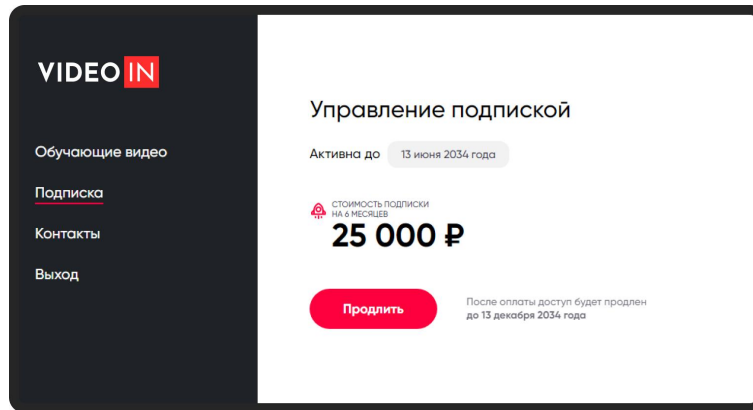 VIDEO IN
Обучающие видео
Подписка
Контакты
Выход
Управление подпиской
Активна до 13 июня 2034 года
СТОИМОСТЬ ПОДПИСКИ
НА 6 МЕСЯЦЕВ
25 000 ₽
Продлить
После оплаты доступ будет продлен
до 13 декабря 2034 года